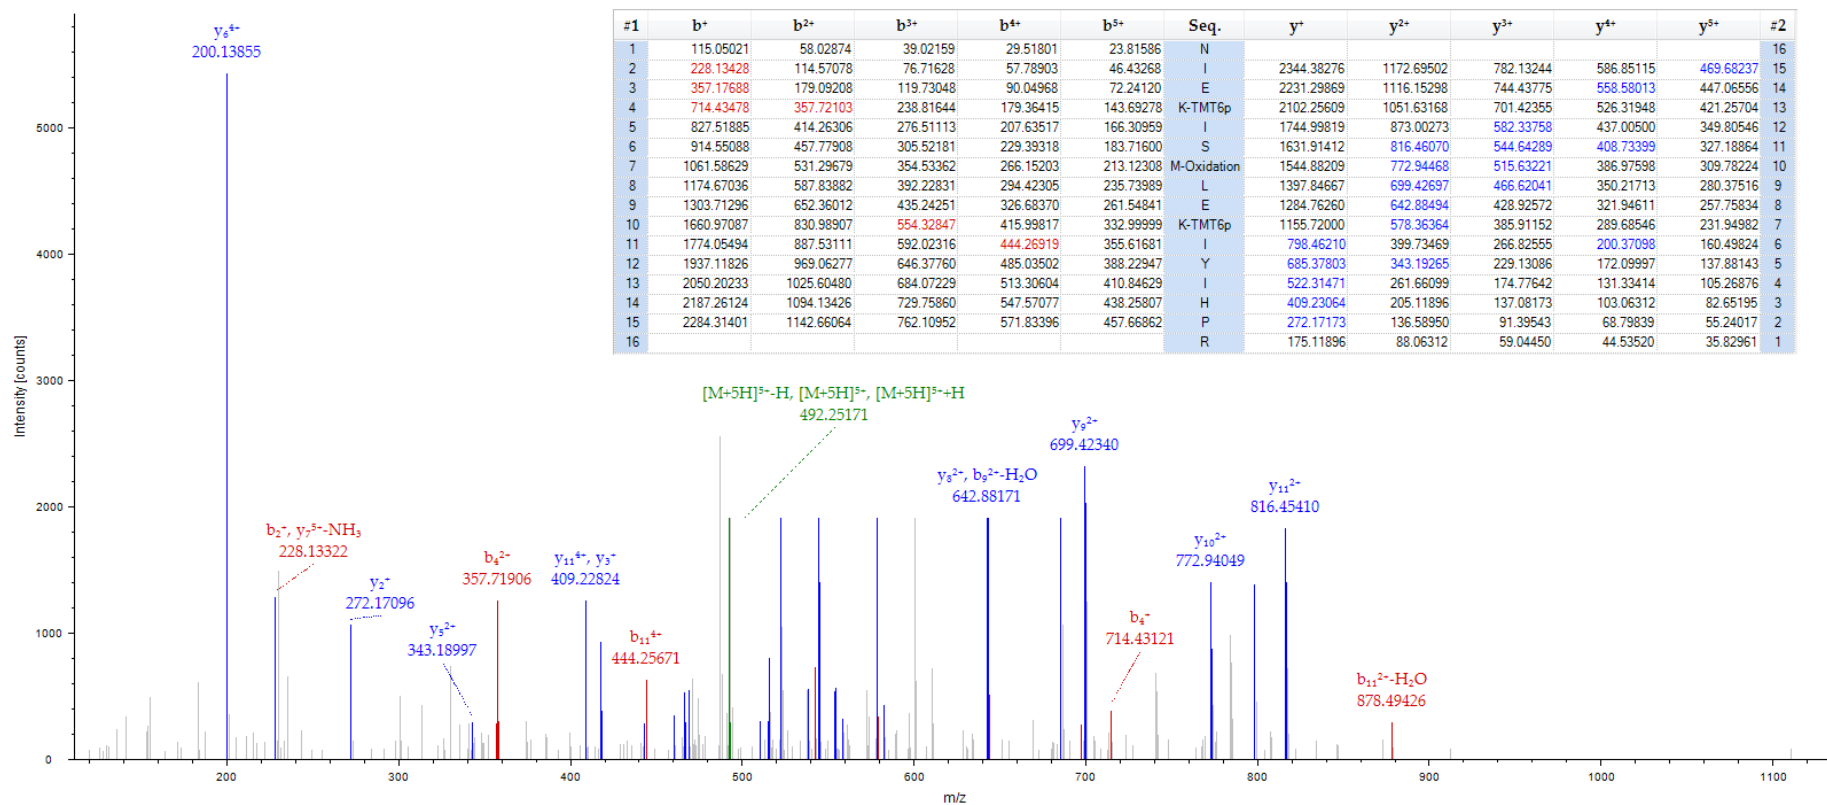 #1 b⁺ b²⁺ b³⁺ b⁴⁺ b⁵⁺ Seq. y⁺ y²⁺ y³⁺ y⁴⁺ y⁵⁺ #2
1 115.05021 58.02874 39.02159 29.51801 23.81586 N 16
2 228.13428 114.57078 76.71628 57.78903 46.43268 I 2344.38276 1172.69502 782.13244 586.85115 469.68237 15
3 357.17688 179.09208 119.73048 90.04968 72.24120 E 2231.29869 1116.15298 744.43775 558.58013 447.06556 14
4 714.43478 357.72103 238.81644 179.36415 143.69278 K-TMT6p 2102.25609 1051.63168 701.42355 526.31948 421.25704 13
5 827.51885 414.26306 276.51113 207.63517 166.30959 I 1744.99819 873.00273 582.33758 437.00500 349.80546 12
6 914.55088 457.77908 305.52181 229.39318 183.71600 S 1631.91412 816.46070 544.64289 408.73399 327.18864 11
7 1061.58629 531.29679 354.53362 266.15203 213.12308 M-Oxidation 1544.88209 772.94468 515.63221 386.97598 309.78224 10
8 1174.67036 587.83882 392.22831 294.42305 235.73989 L 1397.84667 699.42697 466.62041 350.21713 280.37516 9
9 1303.71296 652.36012 435.24251 326.68370 261.54841 E 1284.76260 642.88494 428.92572 321.94611 257.75834 8
10 1660.97087 830.98907 554.32847 415.99817 332.99999 K-TMT6p 1155.72000 578.36364 385.91152 289.68546 231.94982 7
11 1774.05494 887.53111 592.02316 444.26919 355.61681 I 798.46210 399.73469 266.82555 200.37098 160.49824 6
12 1937.11826 969.06277 646.37760 485.03502 388.22947 Y 685.37803 343.19265 229.13086 172.09997 137.88143 5
13 2050.20233 1025.60480 684.07229 513.30604 410.84629 I 522.31471 261.66099 174.77642 131.33414 105.26876 4
14 2187.26124 1094.13426 729.75860 547.57077 438.25807 H 409.23064 205.11896 137.08173 103.06312 82.65195 3
15 2284.31401 1142.66064 762.10952 571.83396 457.66862 P 272.17173 136.58950 91.39543 68.79839 55.24017 2
16 R 175.11896 88.06312 59.04450 44.53520 35.82961 1
y₆⁴⁺
200.13855
[M+5H]⁵⁺-H, [M+5H]⁵⁺, [M+5H]⁵⁺+H
492.25171
y₉²⁺
699.42340
y₈²⁺, b₉²⁺-H₂O
642.88171
y₁₁²⁺
816.45410
b₂⁺, y₇⁵⁺-NH₃
228.13322
y₂⁺
272.17096
y₅²⁺
343.18997
b₄²⁺
357.71906
y₁₁⁴⁺, y₃⁺
409.22824
b₁₁⁴⁺
444.25671
y₁₀²⁺
772.94049
b₄⁺
714.43121
b₁₁²⁺-H₂O
878.49426
Intensity [counts]
5000
4000
3000
2000
1000
0
200 300 400 500 600 700 800 900 1000 1100
m/z